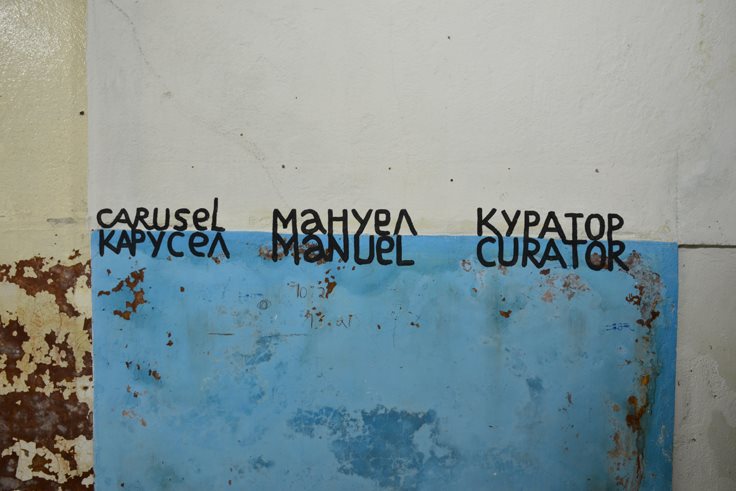 CARUSEL МАНУЕЛ КУРАТОР
КАРУСЕЛ MANUEL CURATOR